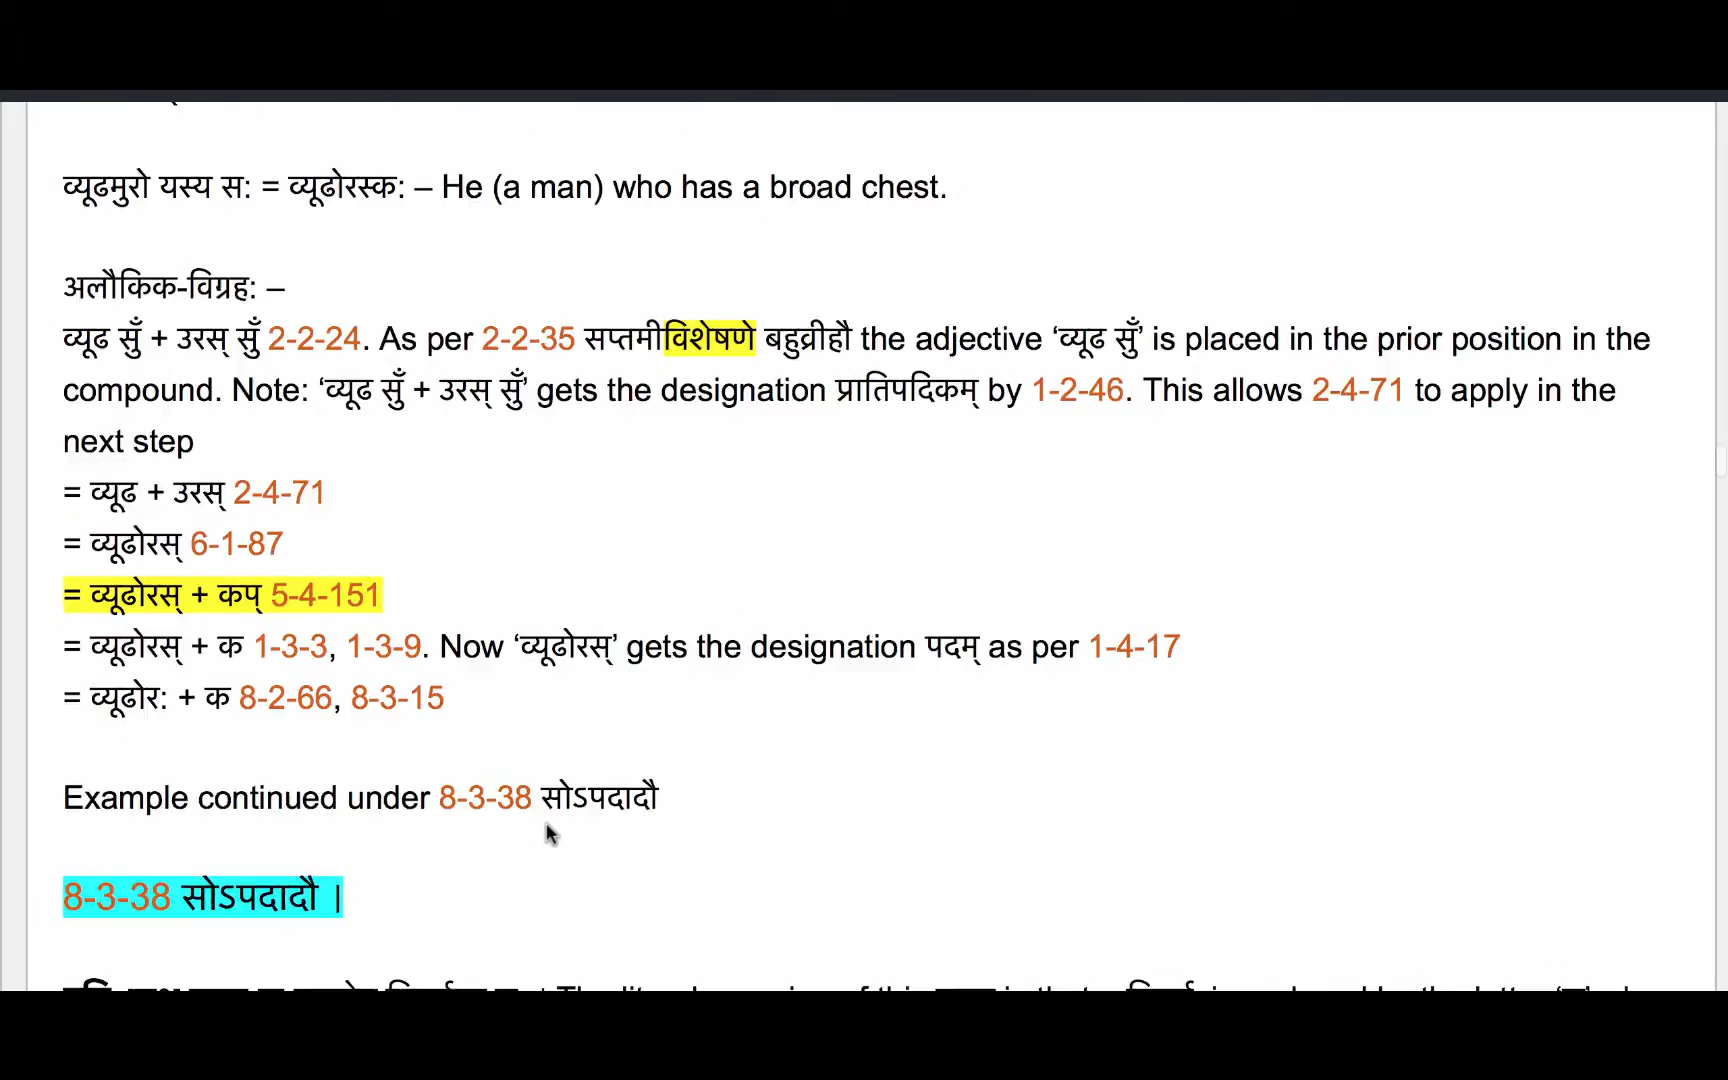 व्यूढमुरो यस्य स: = व्यूढोरस्क: – He (a man) who has a broad chest.
अलौकिक-विग्रह: –
व्यूढ सुँ + उरस् सुँ 2-2-24. As per 2-2-35 सप्तमीविशेषणे बहुव्रीहौ the adjective ‘व्यूढ सुँ’ is placed in the prior position in the
compound. Note: ‘व्यूढ सुँ + उरस् सुँ’ gets the designation प्रातिपदिकम् by 1-2-46. This allows 2-4-71 to apply in the
next step
= व्यूढ + उरस् 2-4-71
= व्यूढोरस् 6-1-87
= व्यूढोरस् + कप् 5-4-151
= व्यूढोरस् + क 1-3-3, 1-3-9. Now ‘व्यूढोरस्’ gets the designation पदम् as per 1-4-17
= व्यूढोर: + क 8-2-66, 8-3-15
Example continued under 8-3-38 सोऽपदादौ
8-3-38 सोऽपदादौ ।